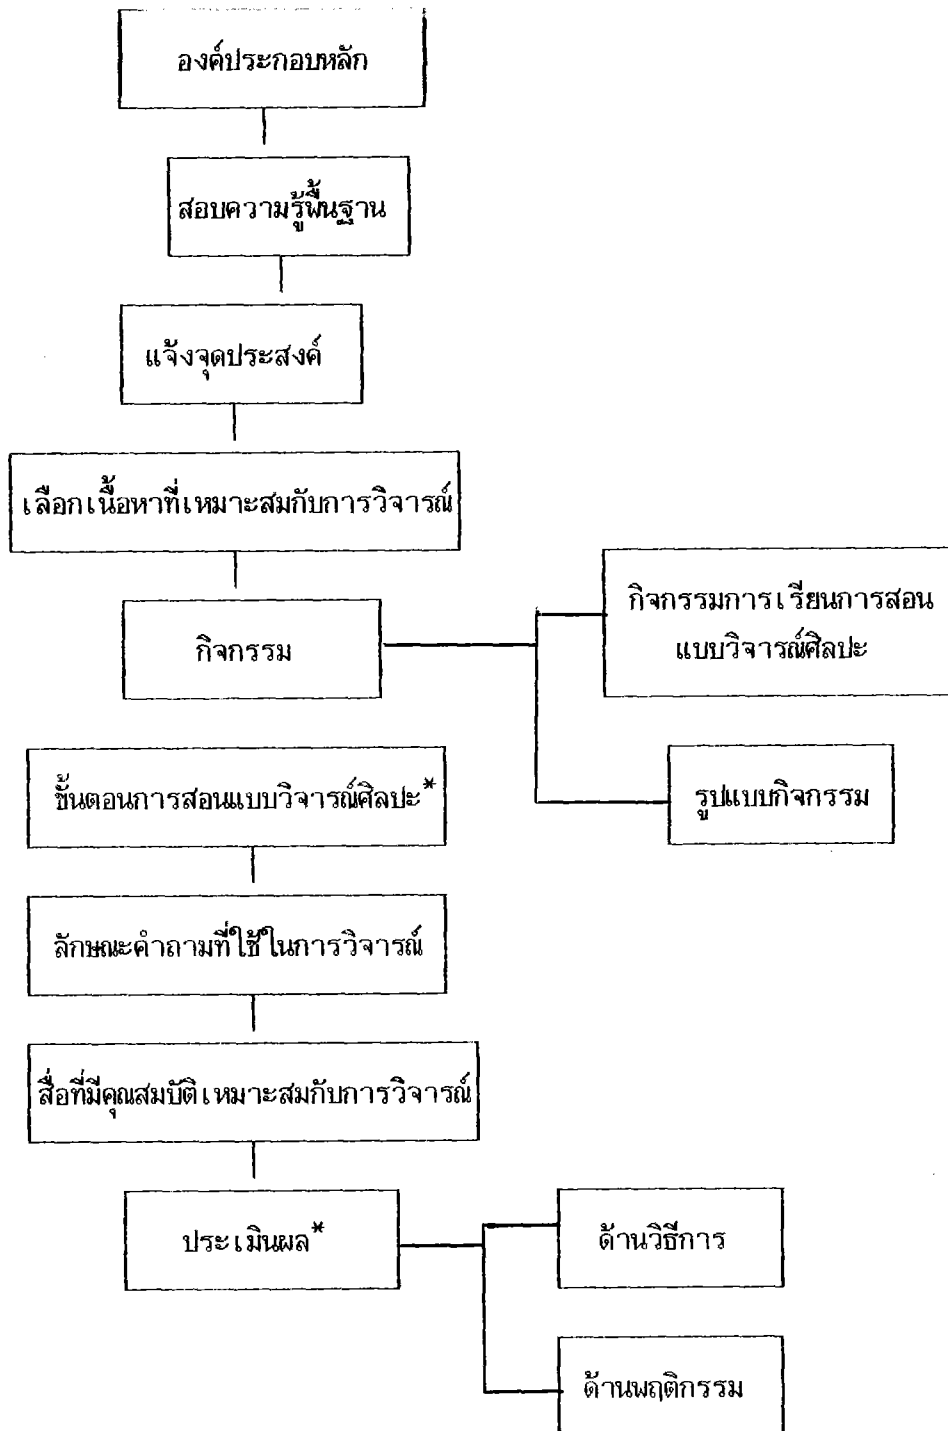 องค์ประกอบหลัก
สอบความรู้พื้นฐาน
แจ้งจุดประสงค์
เลือกเนื้อหาที่เหมาะสมกับการวิจารณ์
กิจกรรม
กิจกรรมการเรียนการสอน
แบบวิจารณ์ศิลปะ
รูปแบบกิจกรรม
ขั้นตอนการสอนแบบวิจารณ์ศิลปะ*
ลักษณะคำถามที่ใช้ในการวิจารณ์
สื่อที่มีคุณสมบัติเหมาะสมกับการวิจารณ์
ประเมินผล*
ด้านวิธีการ
ด้านพฤติกรรม